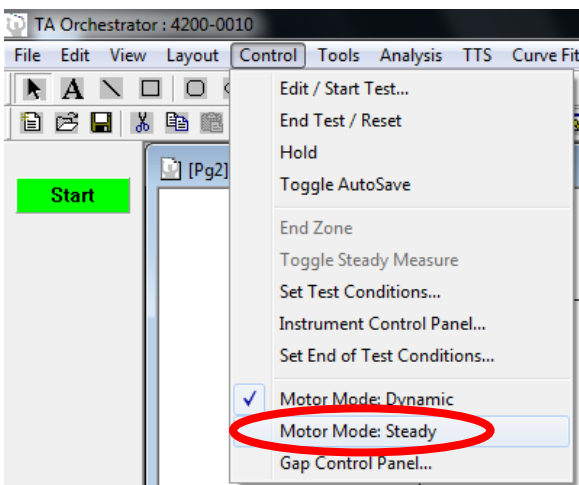 TA Orchestrator : 4200-0010
File Edit View Layout Control Tools Analysis TTS Curve Fit
A
[Pg2]
Start
Edit / Start Test...
End Test / Reset
Hold
Toggle AutoSave
End Zone
Toggle Steady Measure
Set Test Conditions...
Instrument Control Panel...
Set End of Test Conditions...
Motor Mode: Dynamic
Motor Mode: Steady
Gap Control Panel...